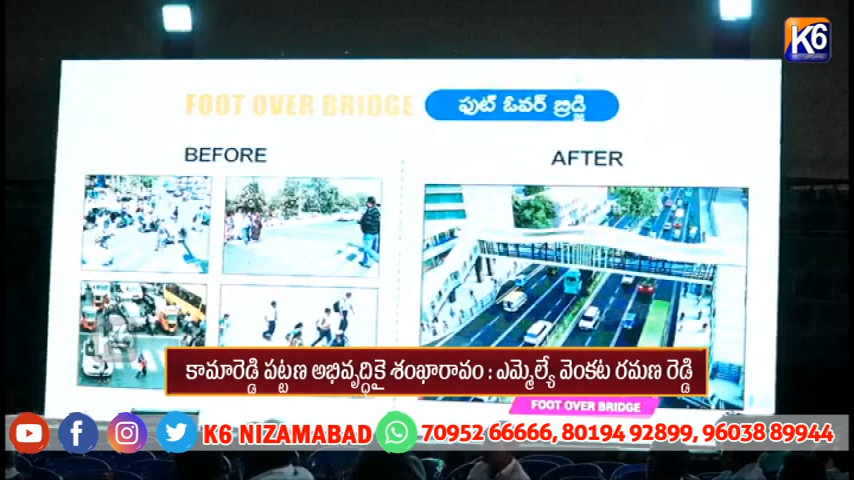 K6
FOOT OVER BRIDGE ఫుట్ ఓవర్ బ్రిడ్జి
BEFORE
AFTER
కామారెడ్డి పట్టణ అభివృద్ధికై శంఖారావం : ఎమ్మెల్యే వెంకట రమణ రెడ్డి
FOOT OVER BRIDGE
K6 NIZAMABAD 70952 66666, 80194 92899, 96038 89944